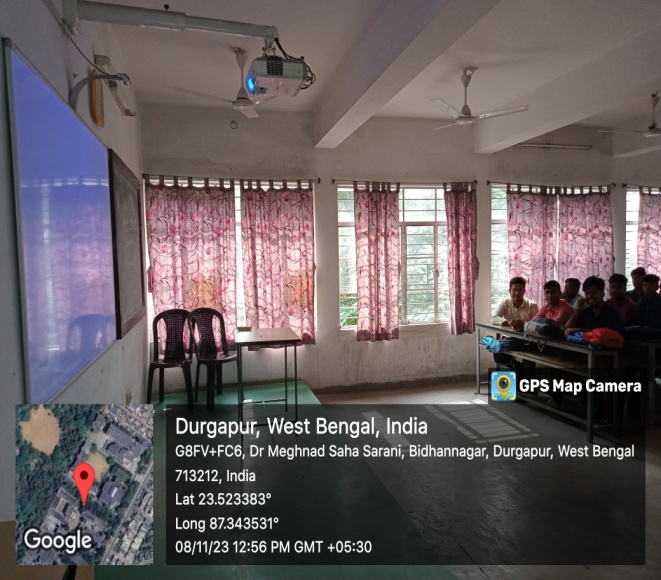 GPS Map Camera
Durgapur, West Bengal, India
G8FV+FC6, Dr Meghnad Saha Sarani, Bidhannagar, Durgapur, West Bengal
713212, India
Lat 23.523383°
Long 87.343531°
08/11/23 12:56 PM GMT +05:30
Google